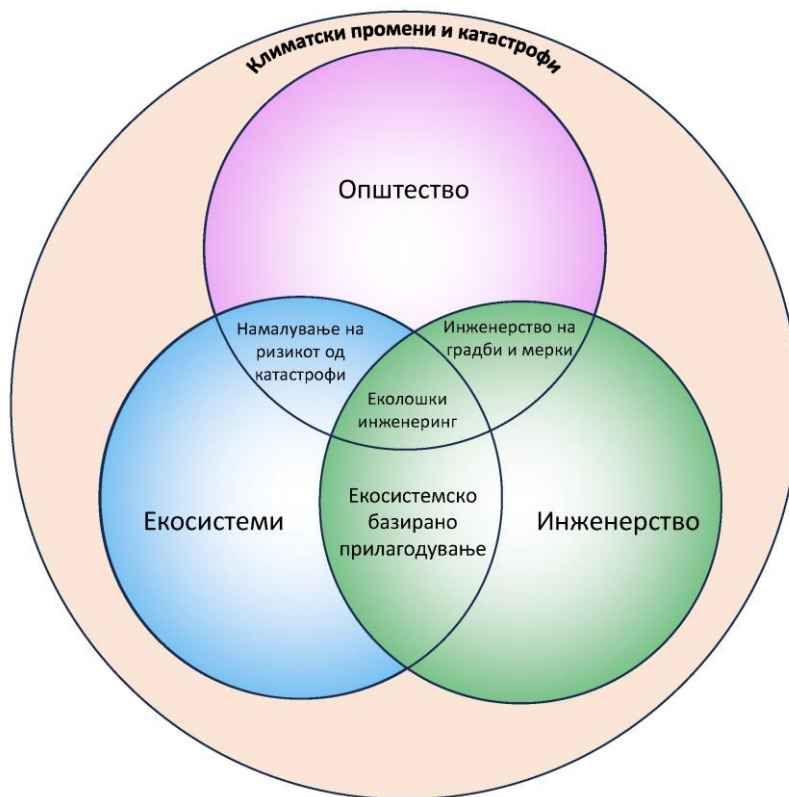 Климатски промени и катастрофи
Општество
Намалување на
ризикот од
катастрофи
Инженерство на
градби и мерки
Еколошки
инженеринг
Екосистеми
Екосистемско
базирано
прилагодување
Инженерство